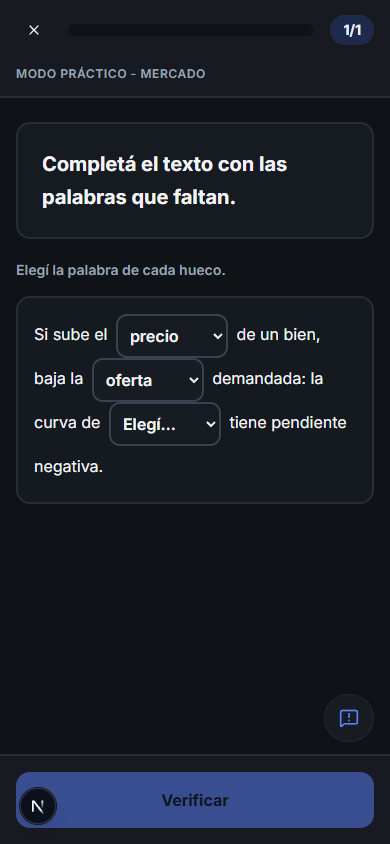 1/1
MODO PRÁCTICO - MERCADO
Completá el texto con las
palabras que faltan.
Elegí la palabra de cada hueco.
Si sube el precio de un bien,
baja la oferta demandada: la
curva de Elegí... tiene pendiente
negativa.
Verificar
N